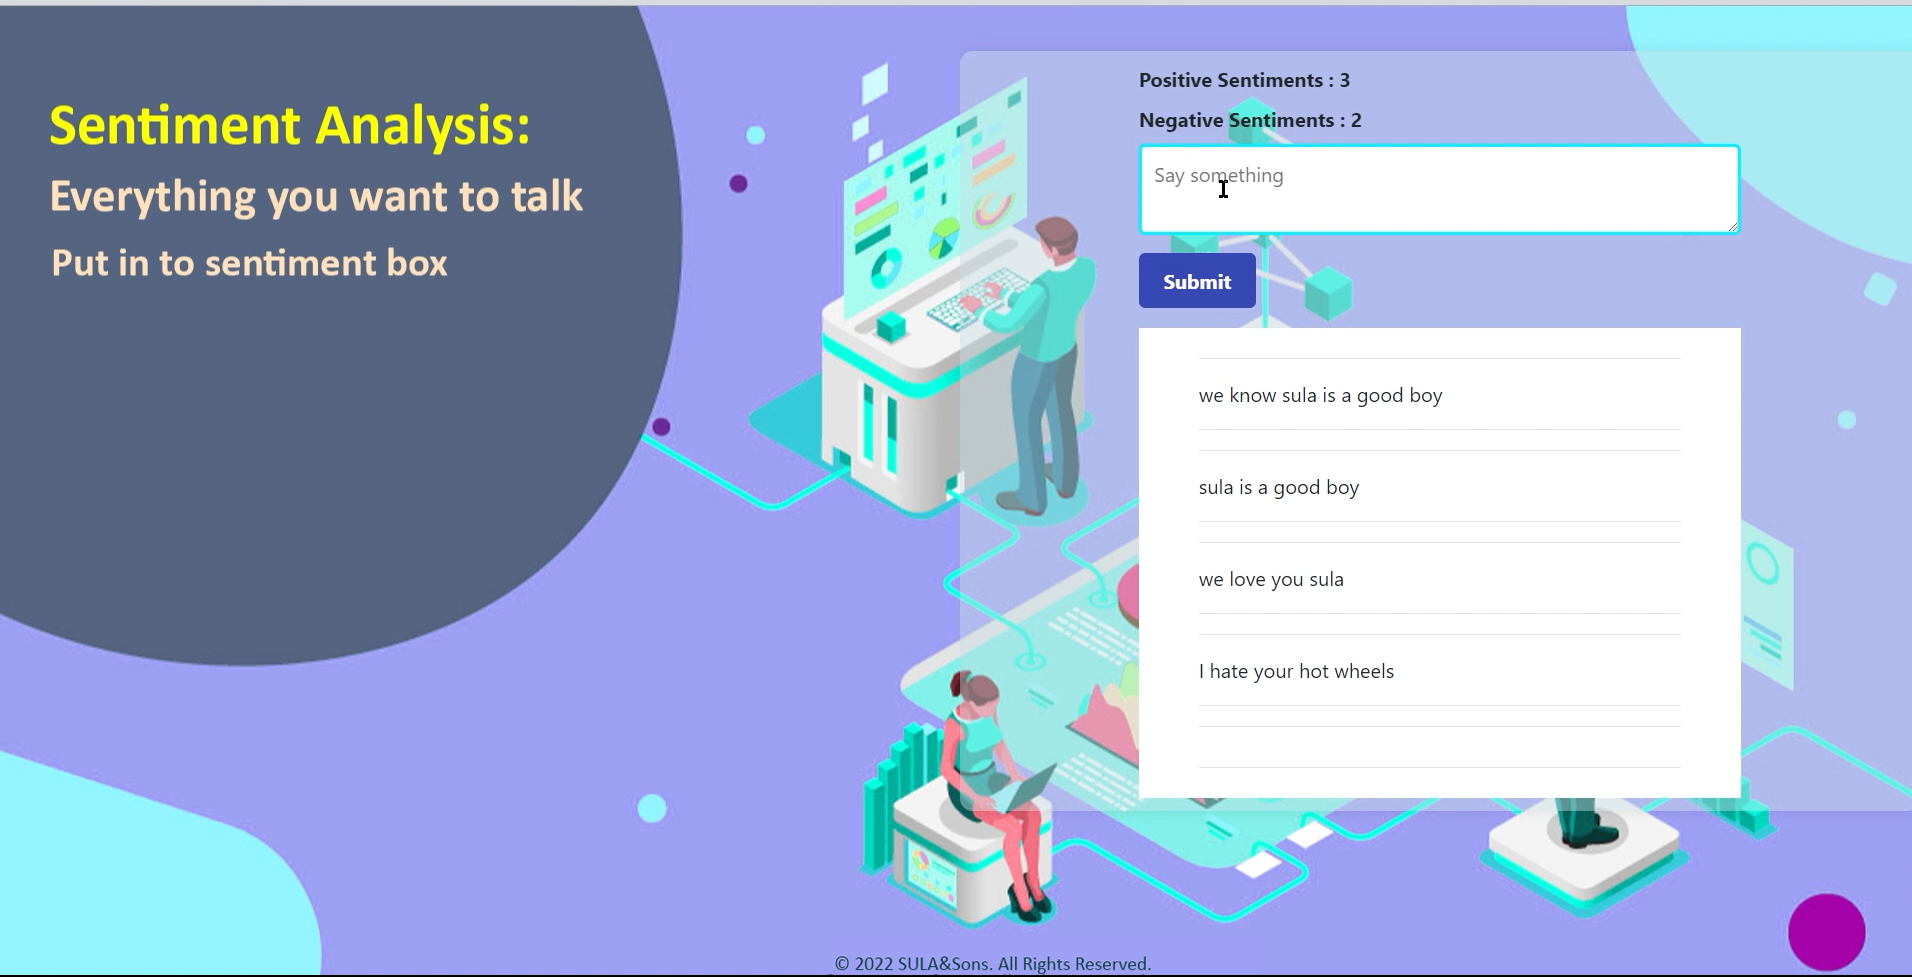 Sentiment Analysis:
Everything you want to talk
Put in to sentiment box
Positive Sentiments : 3
Negative Sentiments : 2
Say something
Submit
we know sula is a good boy
sula is a good boy
we love you sula
I hate your hot wheels
© 2022 SULA&Sons. All Rights Reserved.